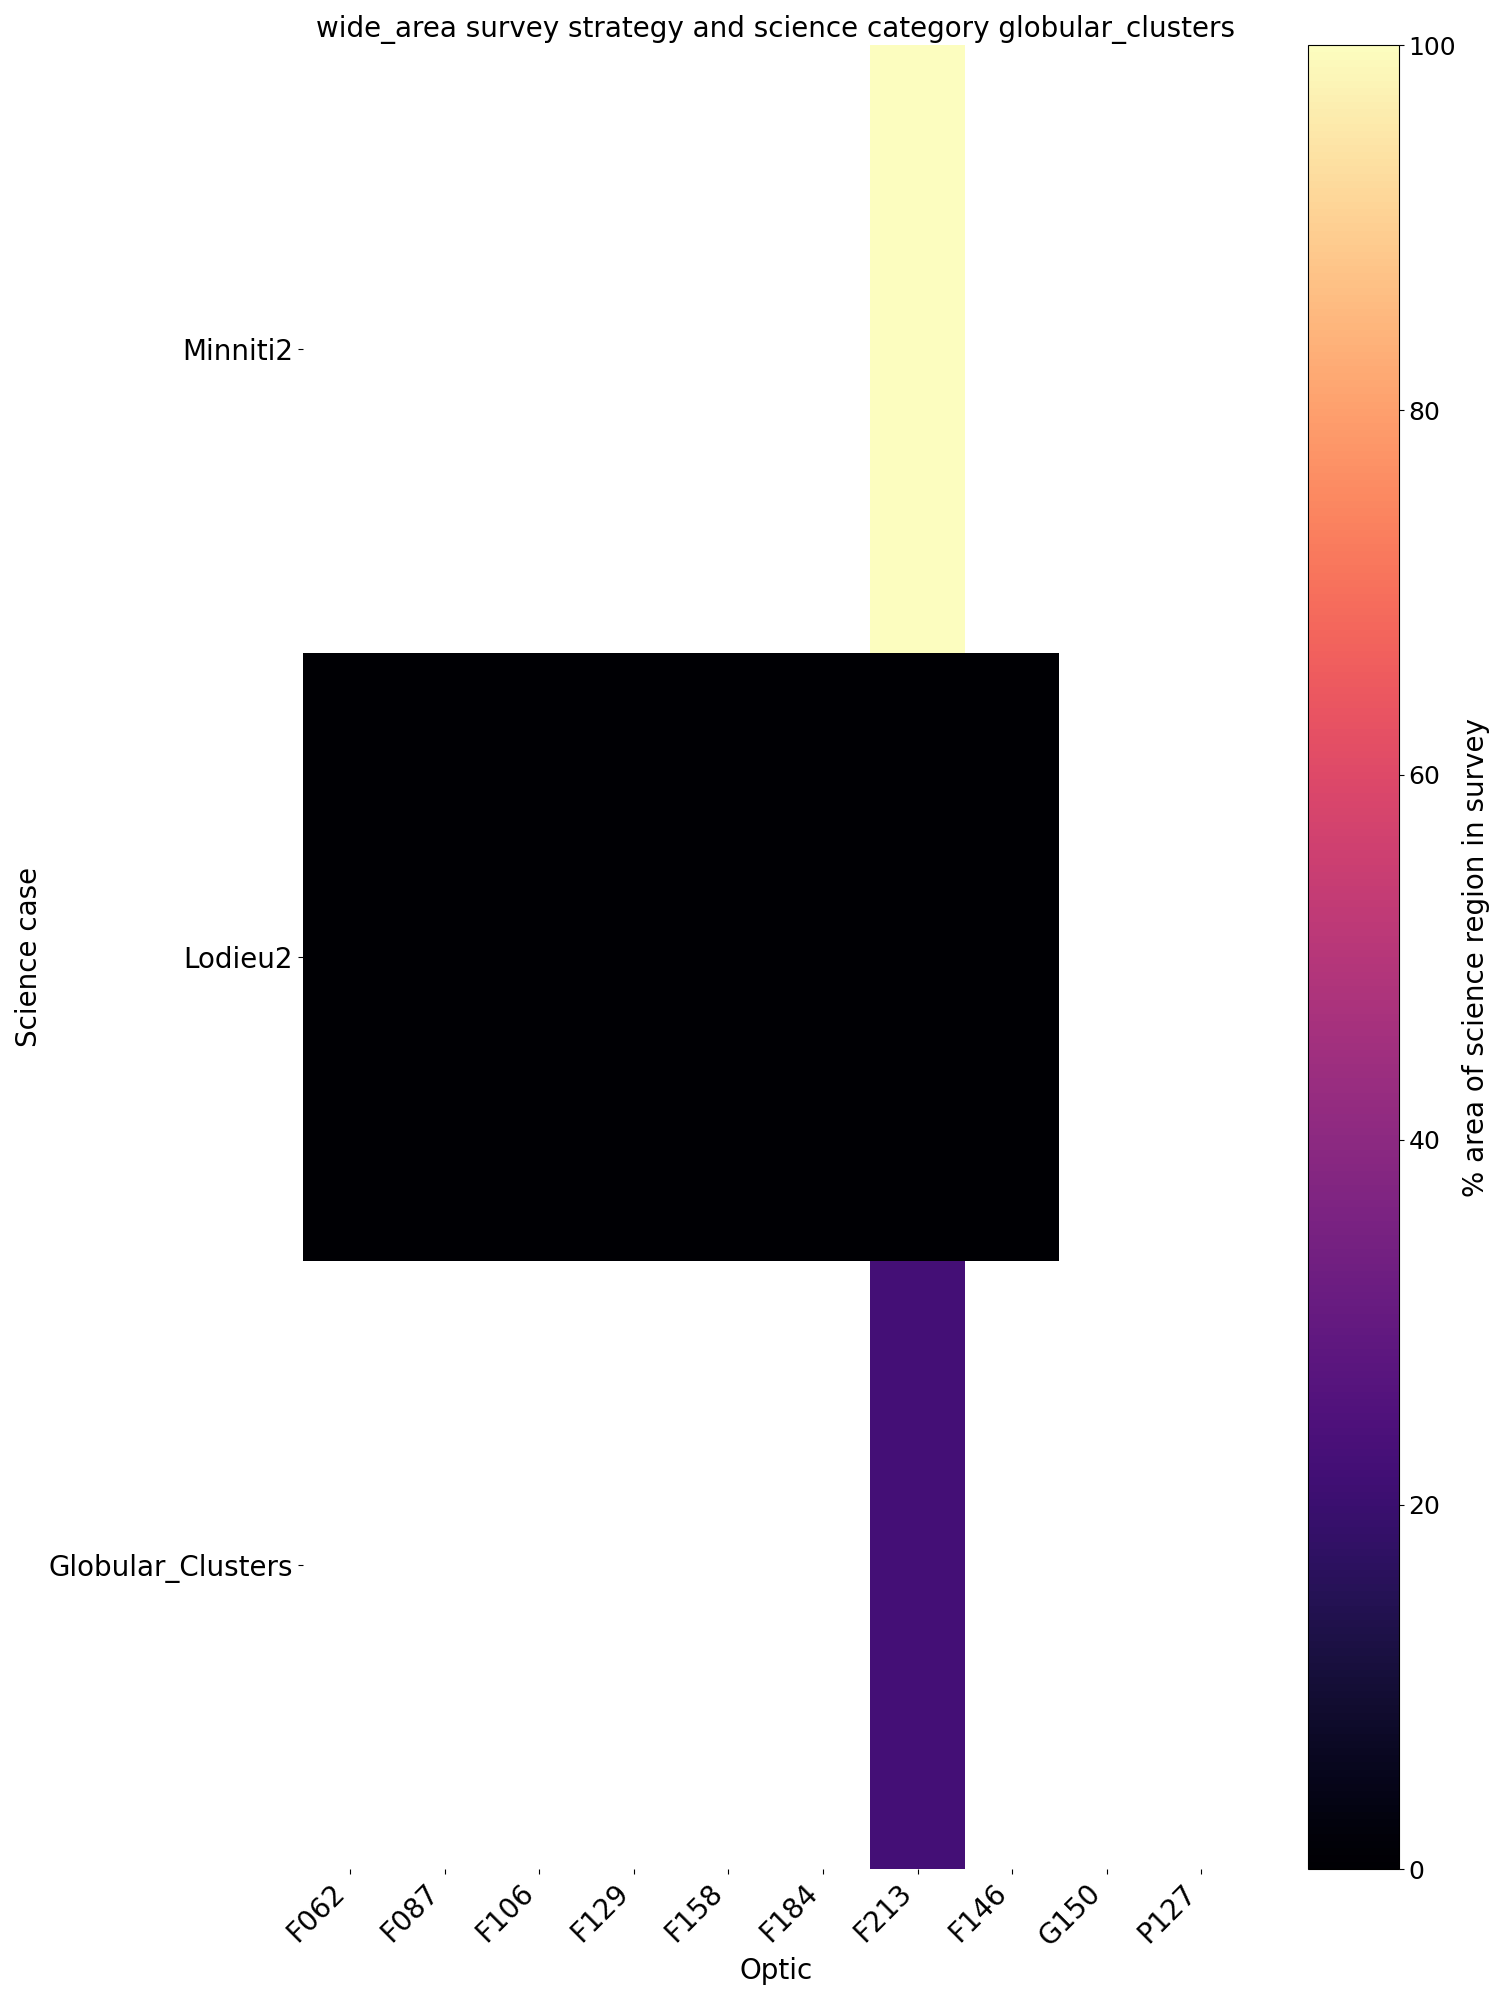 wide_area survey strategy and science category globular_clusters
Science case
Minniti2
Lodieu2
Globular_Clusters
F062
F087
F106
F129
F158
F184
F213
F146
G150
P127
Optic
100
80
60
40
20
0
% area of science region in survey